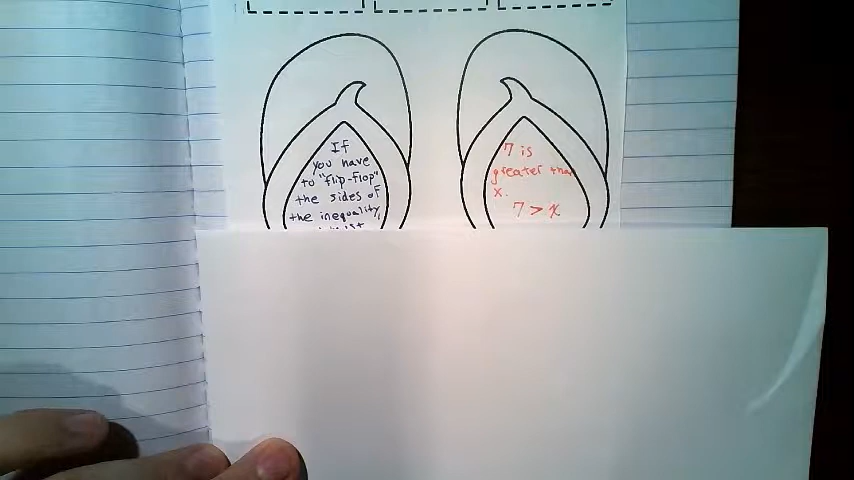 If
you have
to "flip-flop"
the sides of
the inequality,
7 is
greater than
x.
7 > x